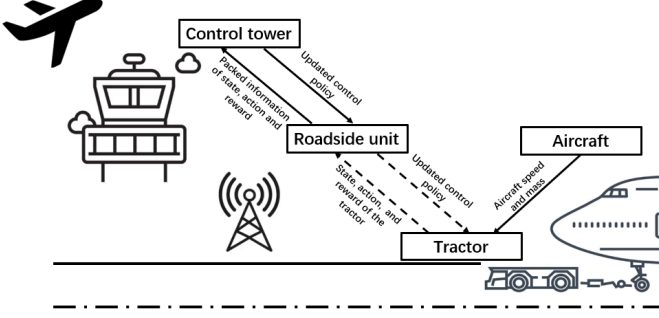 Control tower
Updated control
policy
Packed information
of state, action and
reward
Roadside unit
Aircraft
Updated control
policy
State, action, and
reward of the
tractor
Aircraft speed
and mass
Tractor